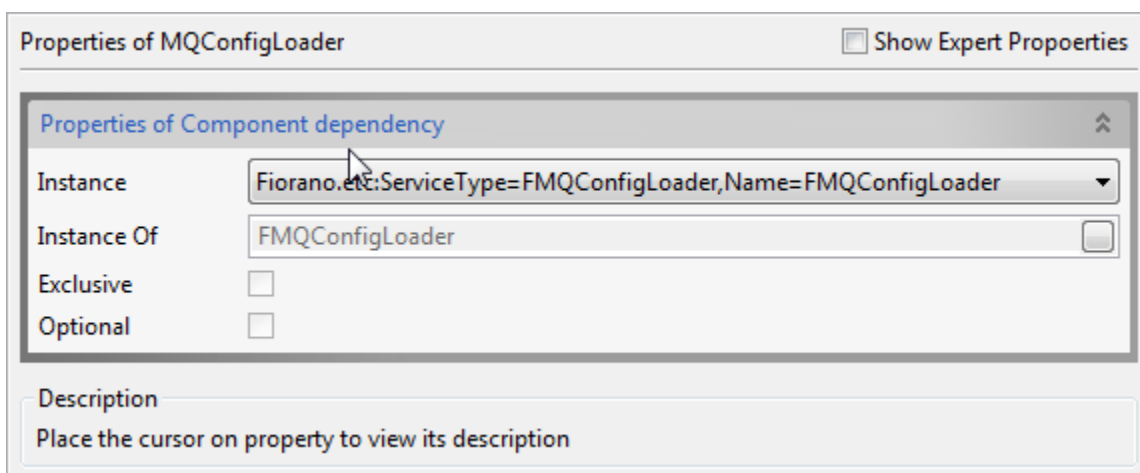 Properties of MQConfigLoader Show Expert Propoerties
Properties of Component dependency
Instance Fiorano.etc:ServiceType=FMQConfigLoader,Name=FMQConfigLoader
Instance Of FMQConfigLoader
Exclusive
Optional
Description
Place the cursor on property to view its description